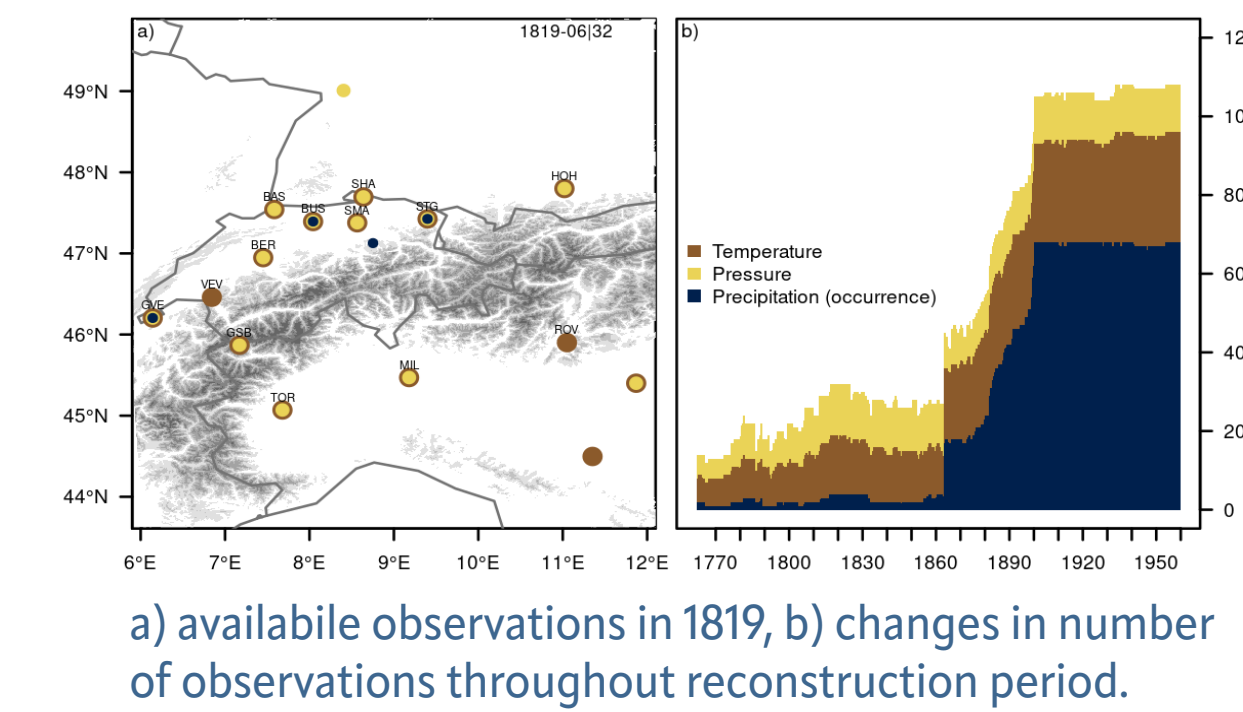 a)
1819-06|32
49°N
48°N
47°N
46°N
45°N
44°N
HOH
SHA
BAS
BUS
SMA
STG
BER
VEV
GVE
GSB
ROV
MIL
TOR
6°E 7°E 8°E 9°E 10°E 11°E 12°E
b)
Temperature
Pressure
Precipitation (occurrence)
80
60
40
20
0
1770 1800 1830 1860 1890 1920 1950
a) availabile observations in 1819, b) changes in number
of observations throughout reconstruction period.